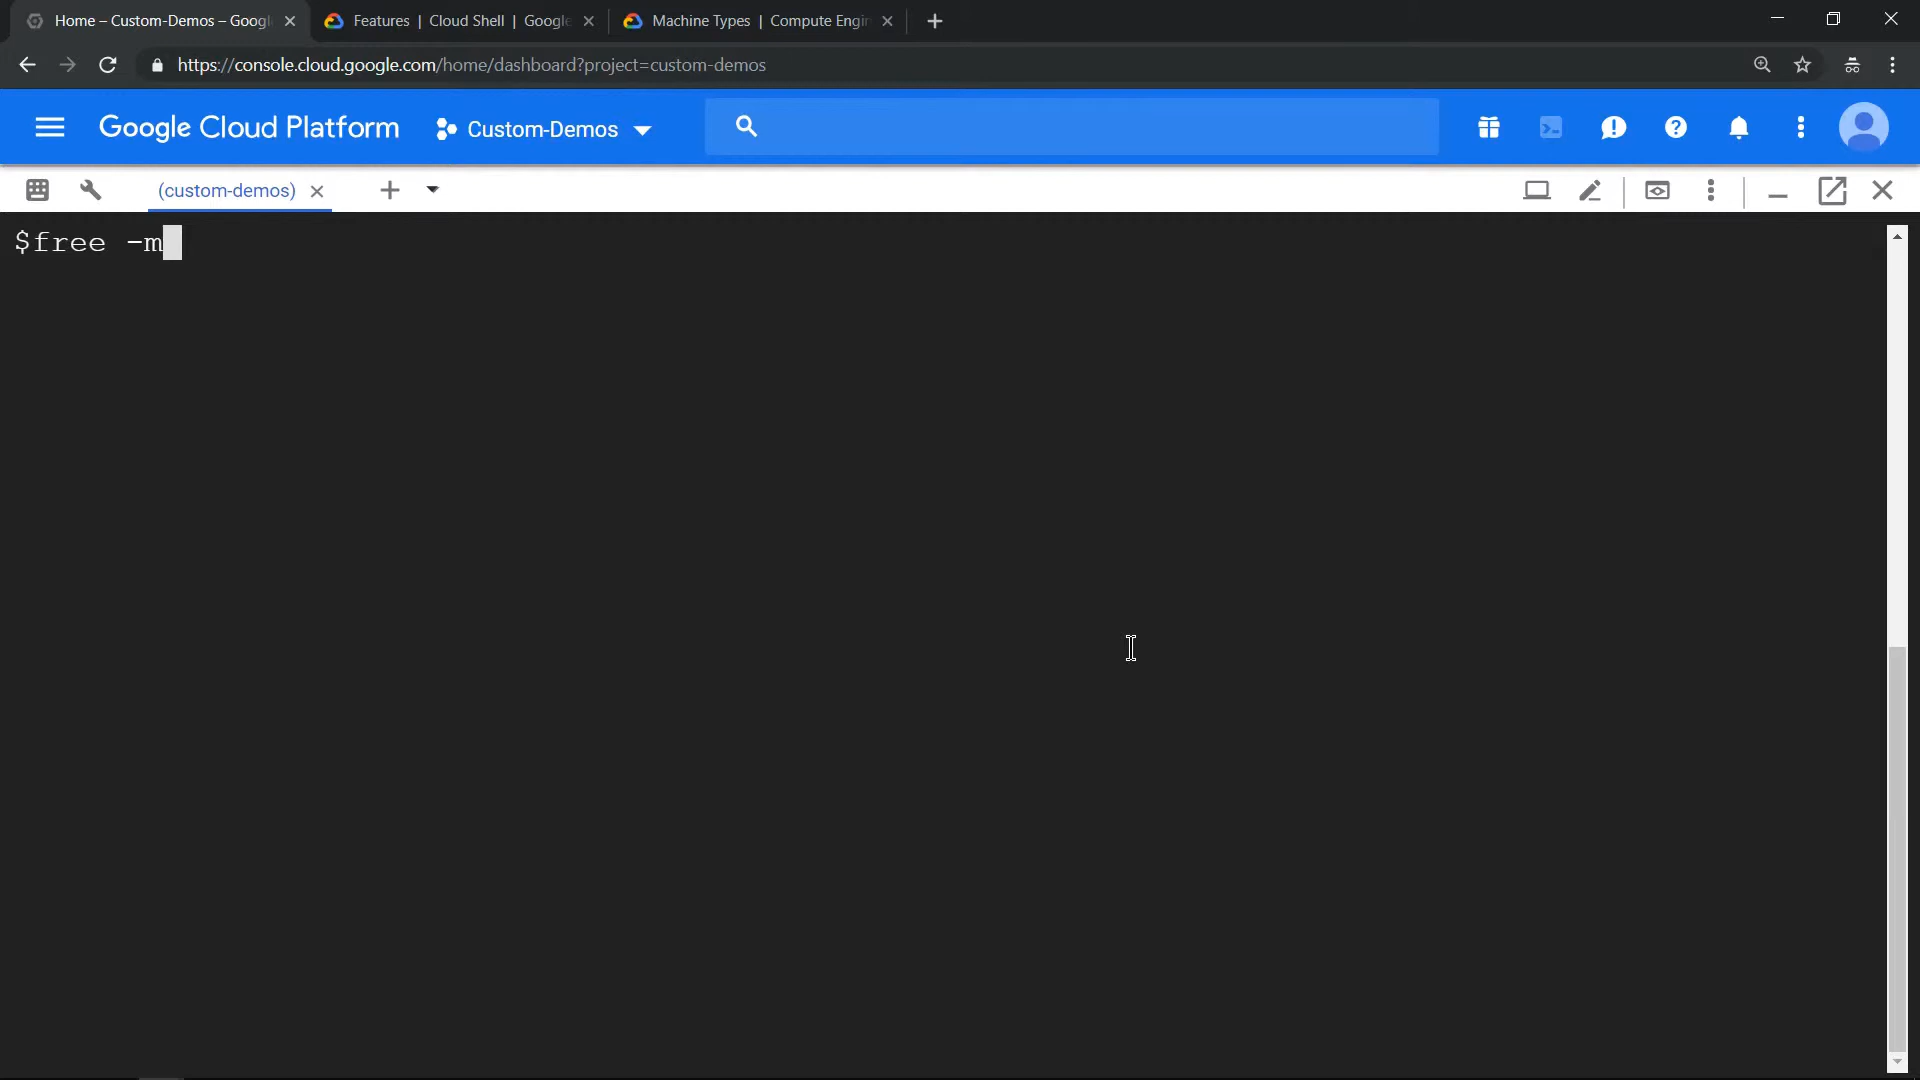 Home – Custom-Demos – Googl
Features | Cloud Shell | Google
Machine Types | Compute Engin
https://console.cloud.google.com/home/dashboard?project=custom-demos
Google Cloud Platform
Custom-Demos
(custom-demos)
$free -m